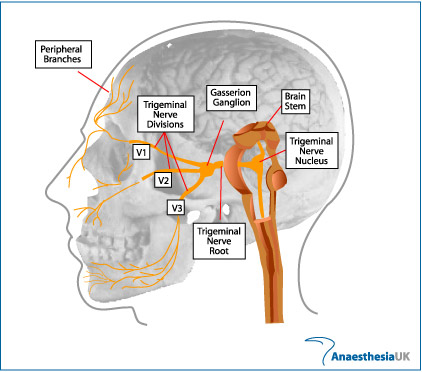 Peripheral
Branches
Trigeminal
Nerve
Divisions
Gasserion
Ganglion
Brain
Stem
Trigeminal
Nerve
Nucleus
V1
V2
V3
Trigeminal
Nerve
Root
AnaesthesiaUK